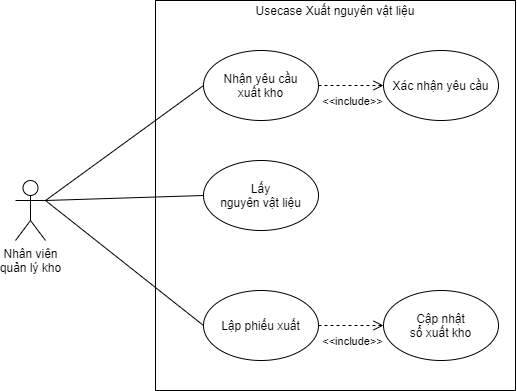 Usecase Xuất nguyên vật liệu
Nhận yêu cầu
xuất kho
<<include>>
Xác nhận yêu cầu
Lấy
nguyên vật liệu
Nhân viên
quản lý kho
Lập phiếu xuất
<<include>>
Cập nhật
số xuất kho